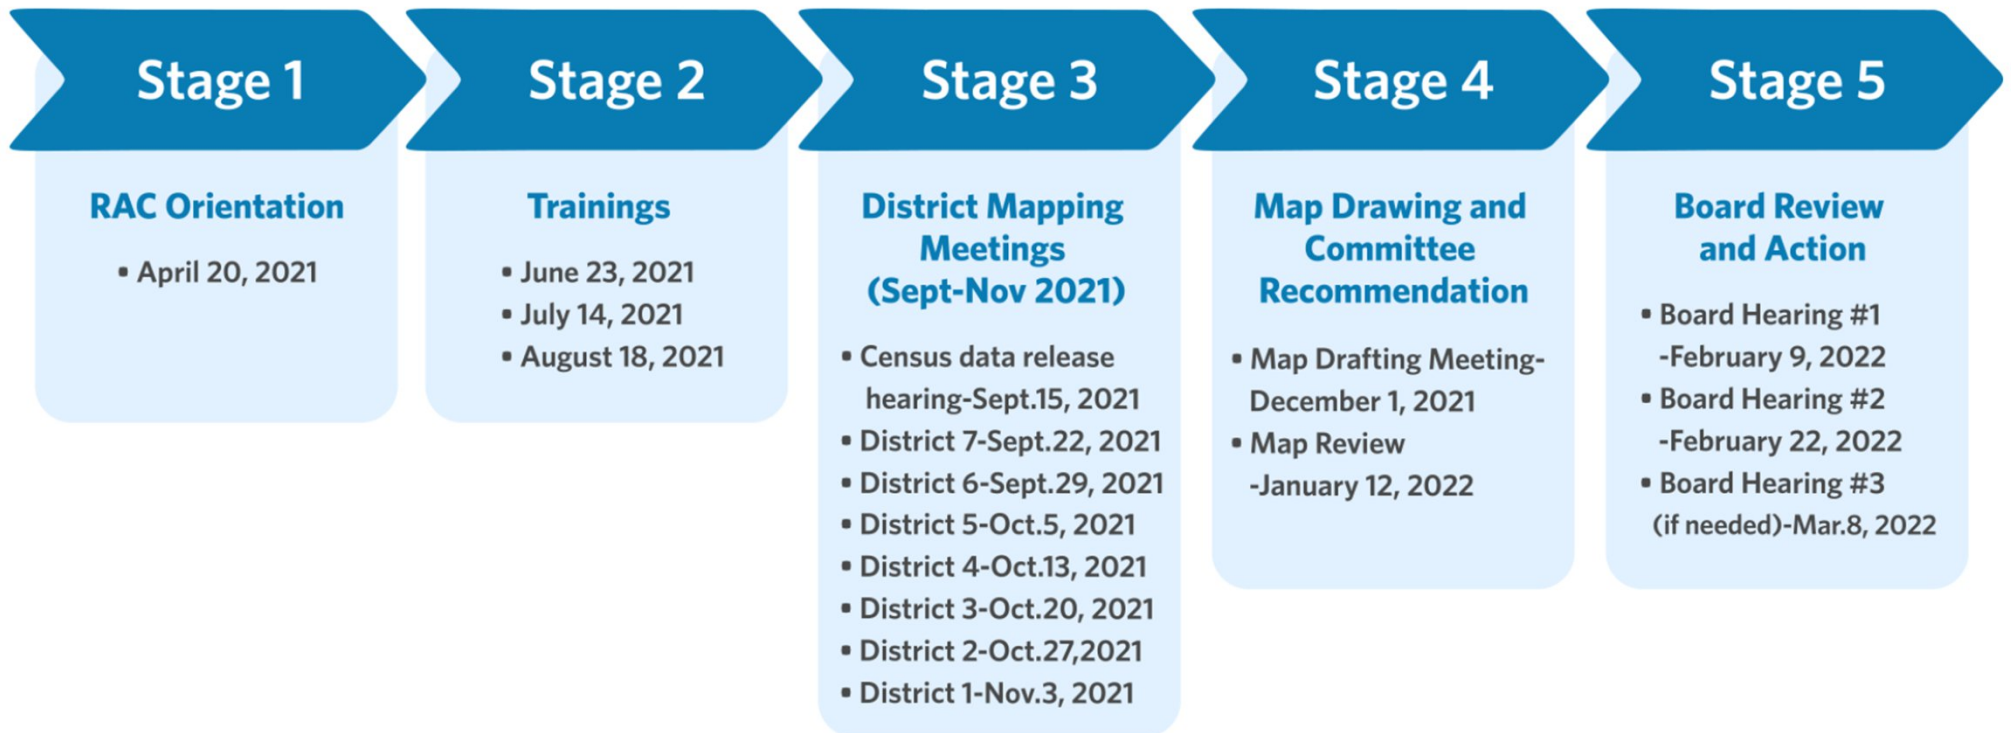 Stage 1
RAC Orientation
▪ April 20, 2021
Stage 2
Trainings
▪ June 23, 2021
▪ July 14, 2021
▪ August 18, 2021
Stage 3
District Mapping
Meetings
(Sept-Nov 2021)
▪ Census data release
hearing-Sept.15, 2021
▪ District 7-Sept.22, 2021
▪ District 6-Sept.29, 2021
▪ District 5-Oct.5, 2021
▪ District 4-Oct.13, 2021
▪ District 3-Oct.20, 2021
▪ District 2-Oct.27,2021
▪ District 1-Nov.3, 2021
Stage 4
Map Drawing and
Committee
Recommendation
▪ Map Drafting Meeting-
December 1, 2021
▪ Map Review
-January 12, 2022
Stage 5
Board Review
and Action
▪ Board Hearing #1
-February 9, 2022
▪ Board Hearing #2
-February 22, 2022
▪ Board Hearing #3
(if needed)-Mar.8, 2022